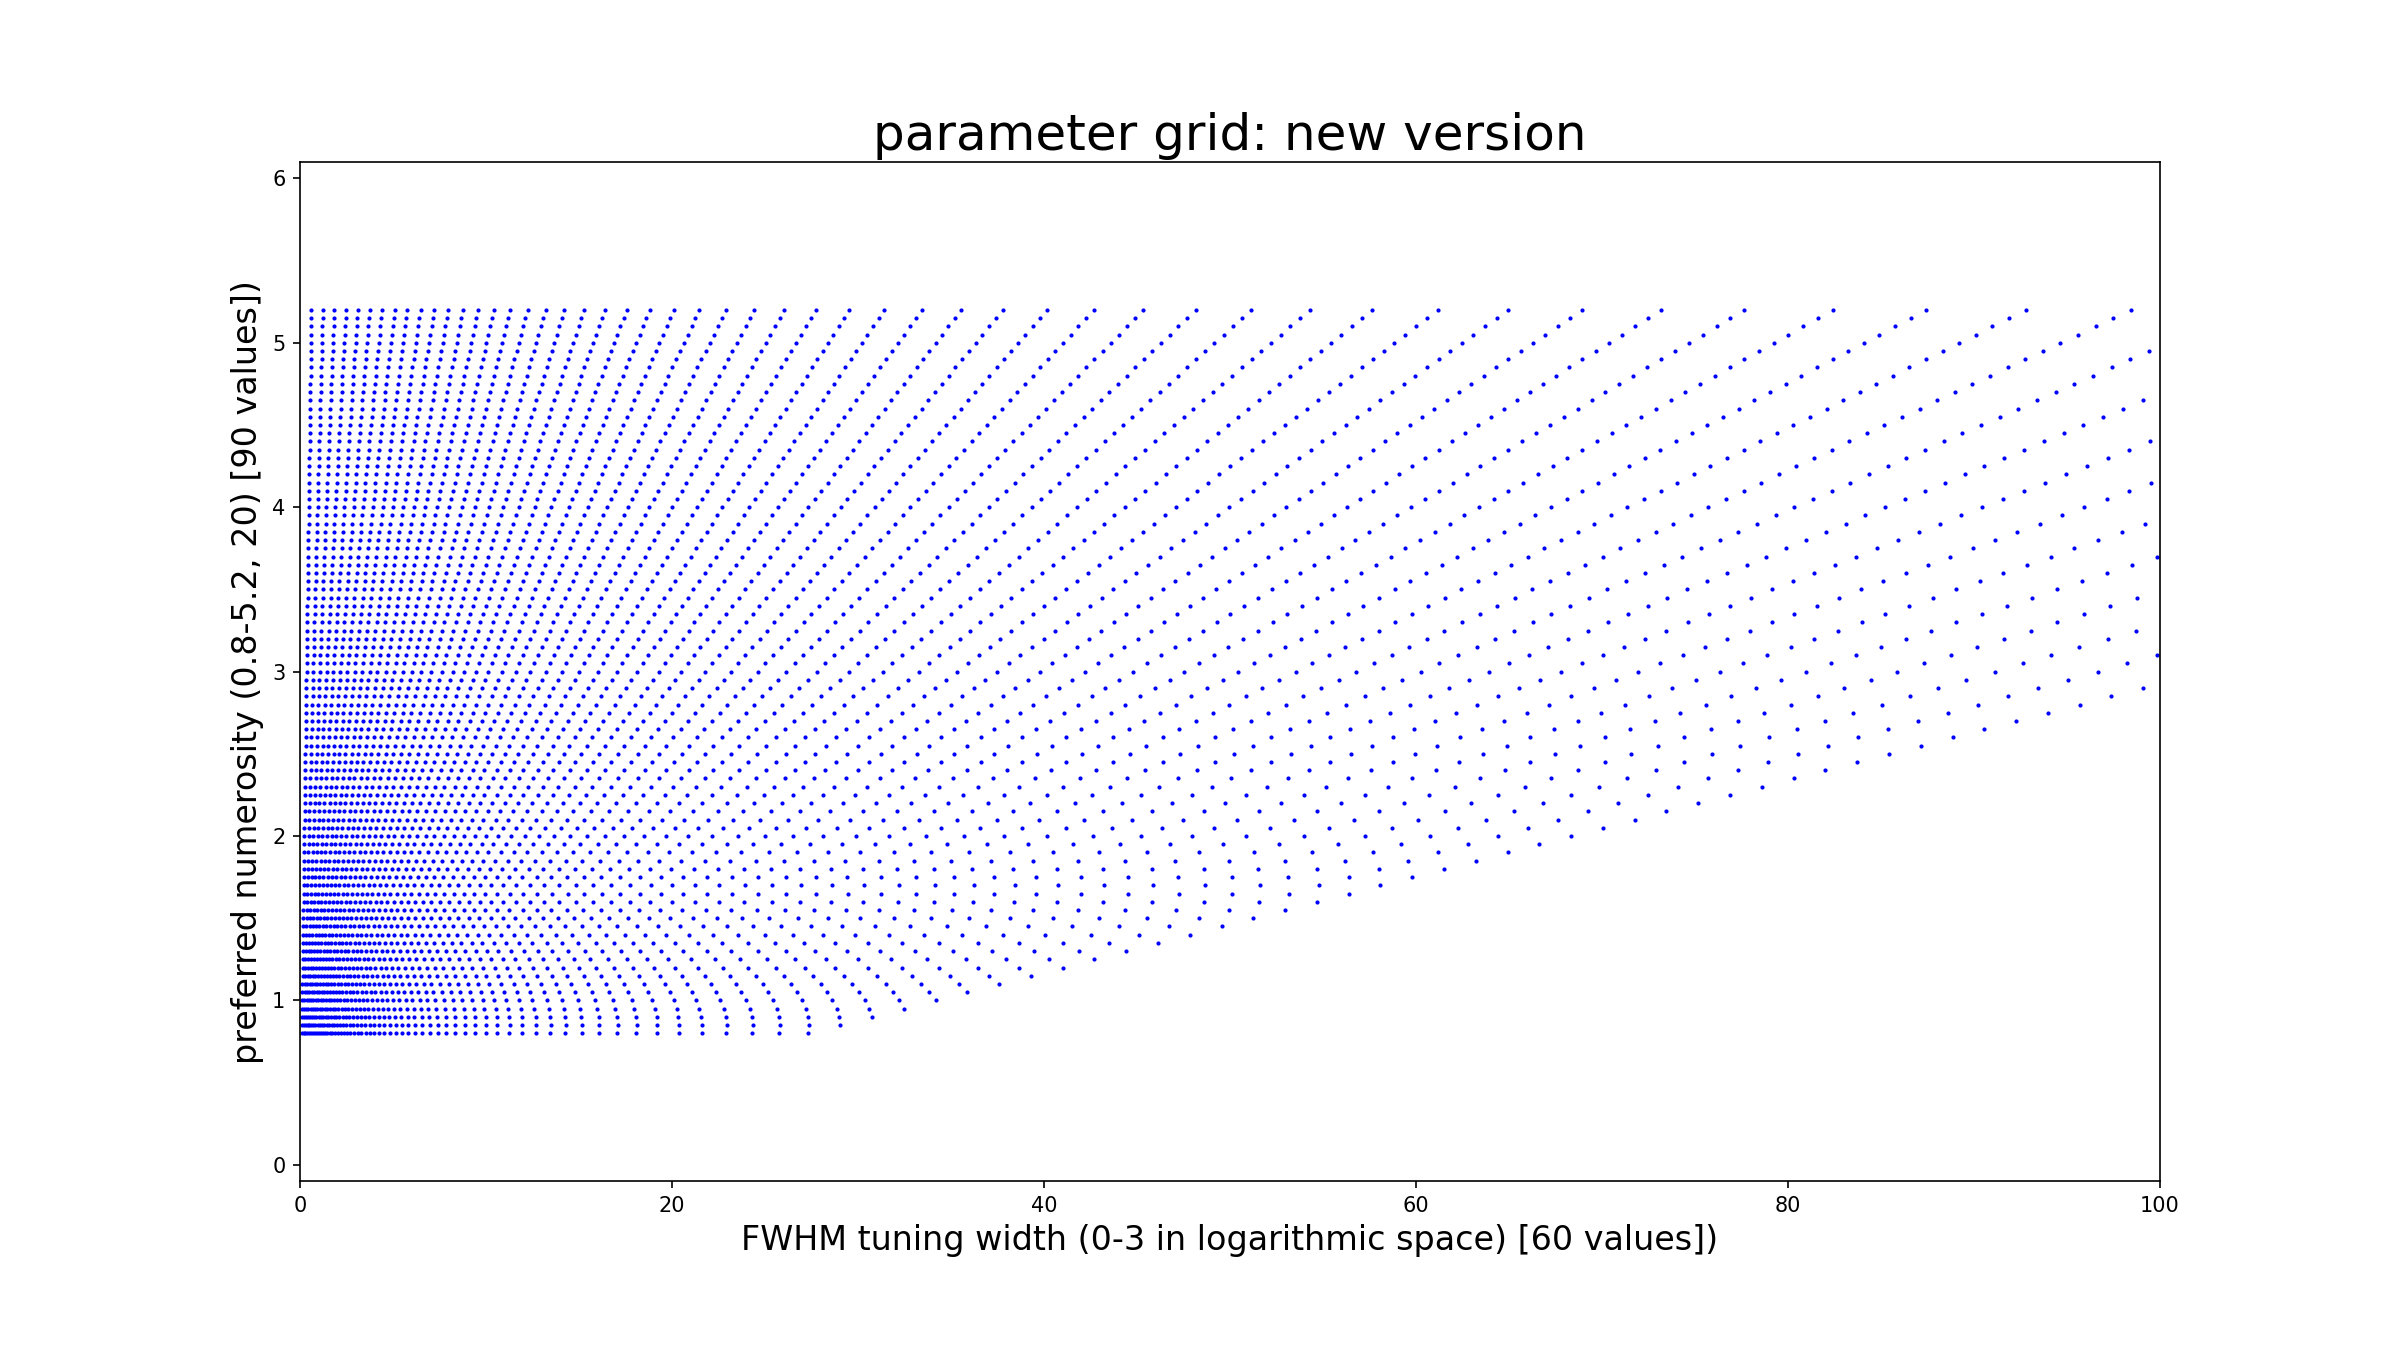 parameter grid: new version
6
5
4
3
2
1
0
preferred numerosity (0.8-5.2, 20) [90 values])
0 20 40 60 80 100
FWHM tuning width (0-3 in logarithmic space) [60 values])